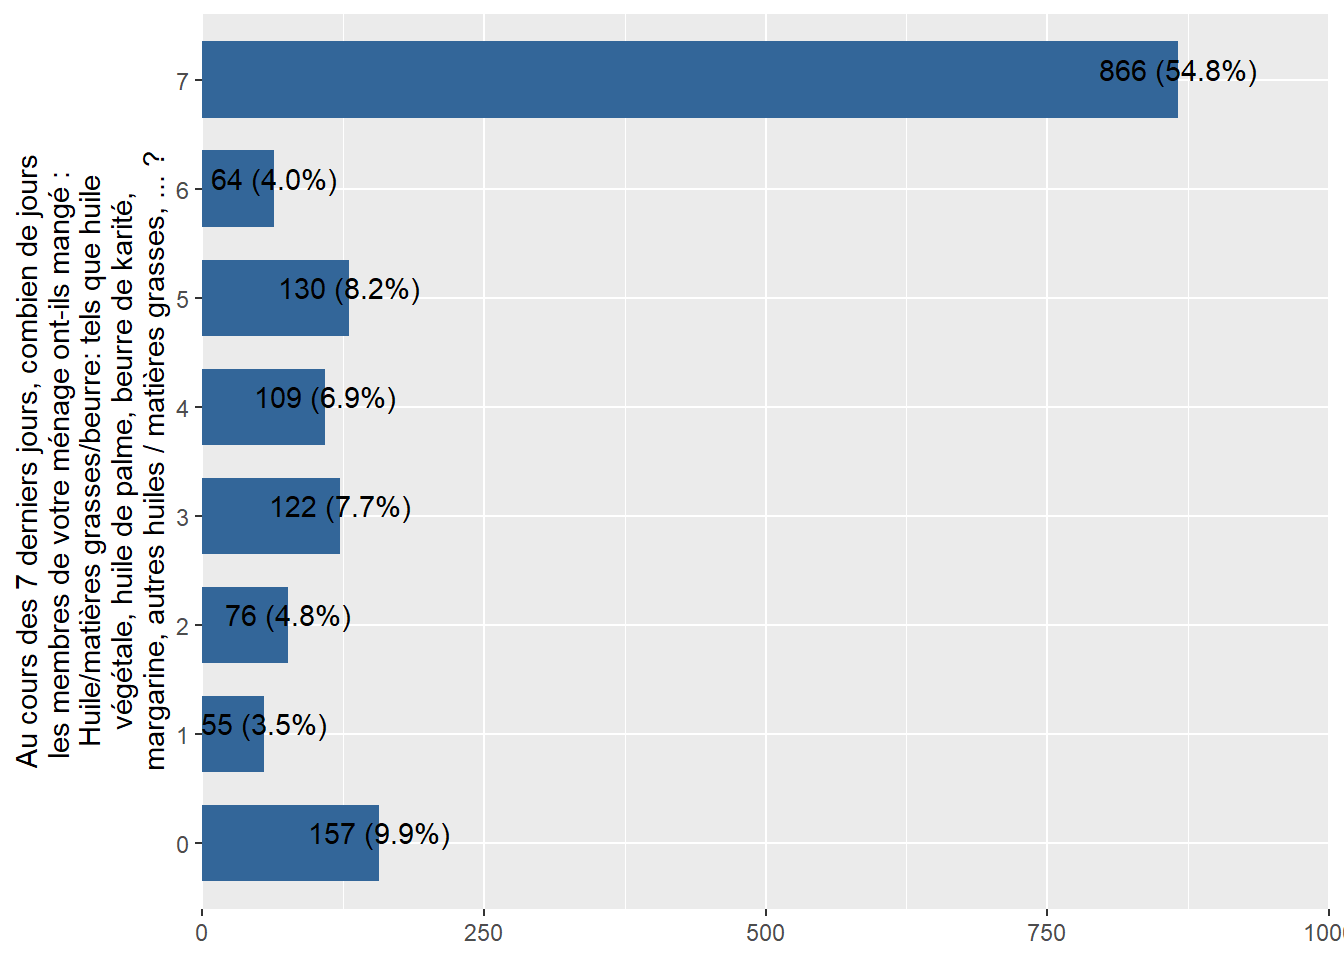 Au cours des 7 derniers jours, combien de jours
les membres de votre ménage ont-ils mangé :
Huile/matières grasses/beurre: tels que huile
végétale, huile de palme, beurre de karité,
margarine, autres huiles / matières grasses, ... ?
7
866 (54.8%)
6
64 (4.0%)
5
130 (8.2%)
4
109 (6.9%)
3
122 (7.7%)
2
76 (4.8%)
1
55 (3.5%)
0
157 (9.9%)
0 250 500 750 1000